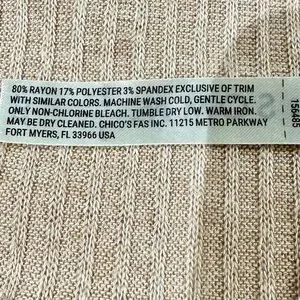 80% RAYON 17% POLYESTER 3% SPANDEX EXCLUSIVE OF TRIM
WITH SIMILAR COLORS. MACHINE WASH COLD, GENTLE CYCLE.
ONLY NON-CHLORINE BLEACH. TUMBLE DRY LOW. WARM IRON.
MAY BE DRY CLEANED. CHICO'S FAS INC. 11215 METRO PARKWAY
FORT MYERS, FL 33966 USA
156485